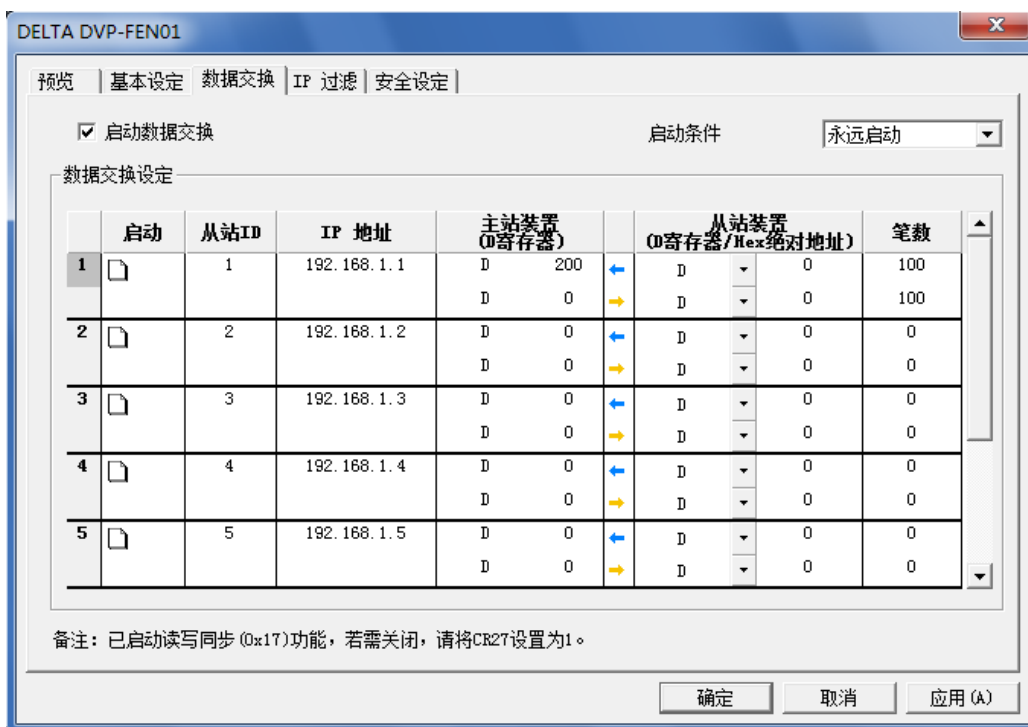 DELTA DVP-FEN01
预览 基本设定 数据交换 IP 过滤 安全设定
启动数据交换 启动条件 永远启动
数据交换设定
启动 从站ID IP 地址 主站装置 (D寄存器) 从站装置 (D寄存器/Hex绝对地址) 笔数
1 1 192.168.1.1 D 200 D 0 100
D 0 D 0 100
2 2 192.168.1.2 D 0 D 0 0
D 0 D 0 0
3 3 192.168.1.3 D 0 D 0 0
D 0 D 0 0
4 4 192.168.1.4 D 0 D 0 0
D 0 D 0 0
5 5 192.168.1.5 D 0 D 0 0
D 0 D 0 0
备注：已启动读写同步(0x17)功能，若需关闭，请将CR27设置为1。
确定 取消 应用(A)